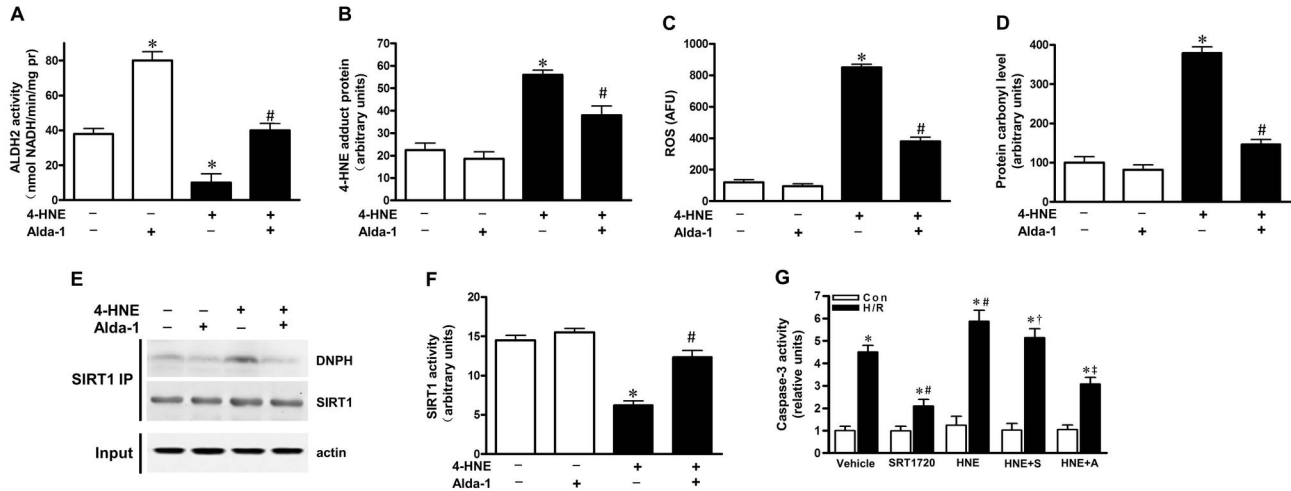 A
ALDH2 activity
(nmol NADH/min/mg pr)
80
60
40
20
0
*
*
#
4-HNE – – + +
Alda-1 – + – +
B
4-HNE adduct protein
(arbitrary units)
70
60
50
40
30
20
10
0
*
#
4-HNE – – + +
Alda-1 – + – +
C
ROS (AFU)
1000
800
600
400
200
0
*
#
4-HNE – – + +
Alda-1 – + – +
D
Protein carbonyl level
(arbitrary units)
400
300
200
100
0
*
#
4-HNE – – + +
Alda-1 – + – +
E
4-HNE – – + +
Alda-1 – + – +
SIRT1 IP
DNPH
SIRT1
Input
actin
F
SIRT1 activity
(arbitrary units)
20
15
10
5
0
*
#
4-HNE – – + +
Alda-1 – + – +
G
Con
H/R
Caspase-3 activity
(relative units)
7
6
5
4
3
2
1
0
*
*#
*#
*†
*‡
Vehicle SRT1720 HNE HNE+S HNE+A